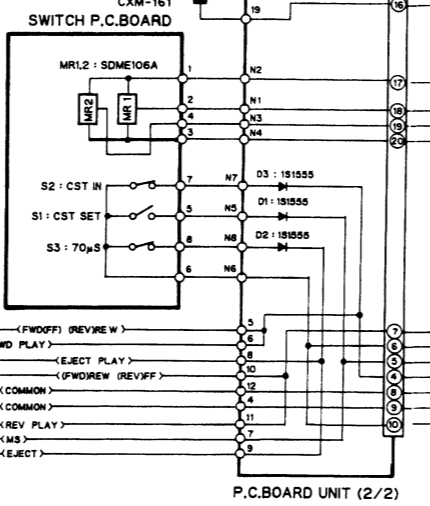 CXM-161
19
16
SWITCH P.C.BOARD
MR1,2 : SDME106A
1
N2
17
MR2
MR1
2
N1
18
4
N3
19
3
N4
20
S2 : CST IN
7
N7
D3 : 1S1555
S1 : CST SET
5
N5
D1 : 1S1555
S3 : 70µS
8
N8
D2 : 1S1555
6
N6
<FWD(FF) (REV)REW>
5
7
WD PLAY>
6
6
<EJECT PLAY>
8
5
<(FWD)REW (REV)FF>
10
4
<COMMON>
12
8
<COMMON>
4
9
<REV PLAY>
11
10
<MS>
7
<EJECT>
9
P.C.BOARD UNIT (2/2)